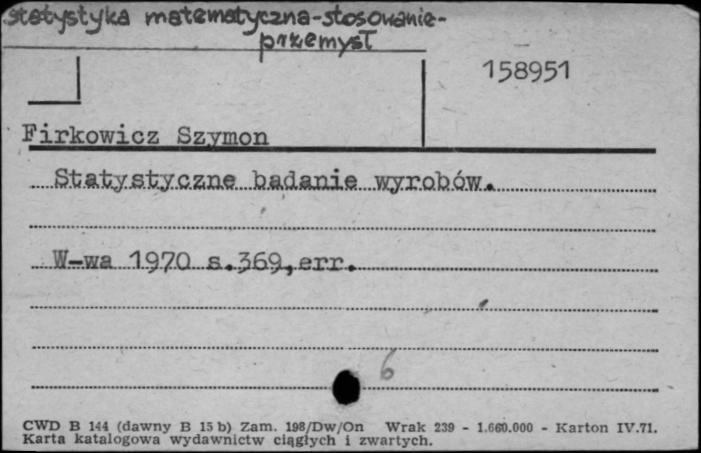 statystyka matematyczna-stosowanie-
przemysł
158951
Firkowicz Szymon
Statystyczne badanie wyrobów.
W-wa 1970 s.369,err.
6
CWD B 144 (dawny B 15 b) Zam. 198/Dw/On Wrak 239 - 1.660.000 - Karton IV.71.
Karta katalogowa wydawnictw ciągłych i zwartych.